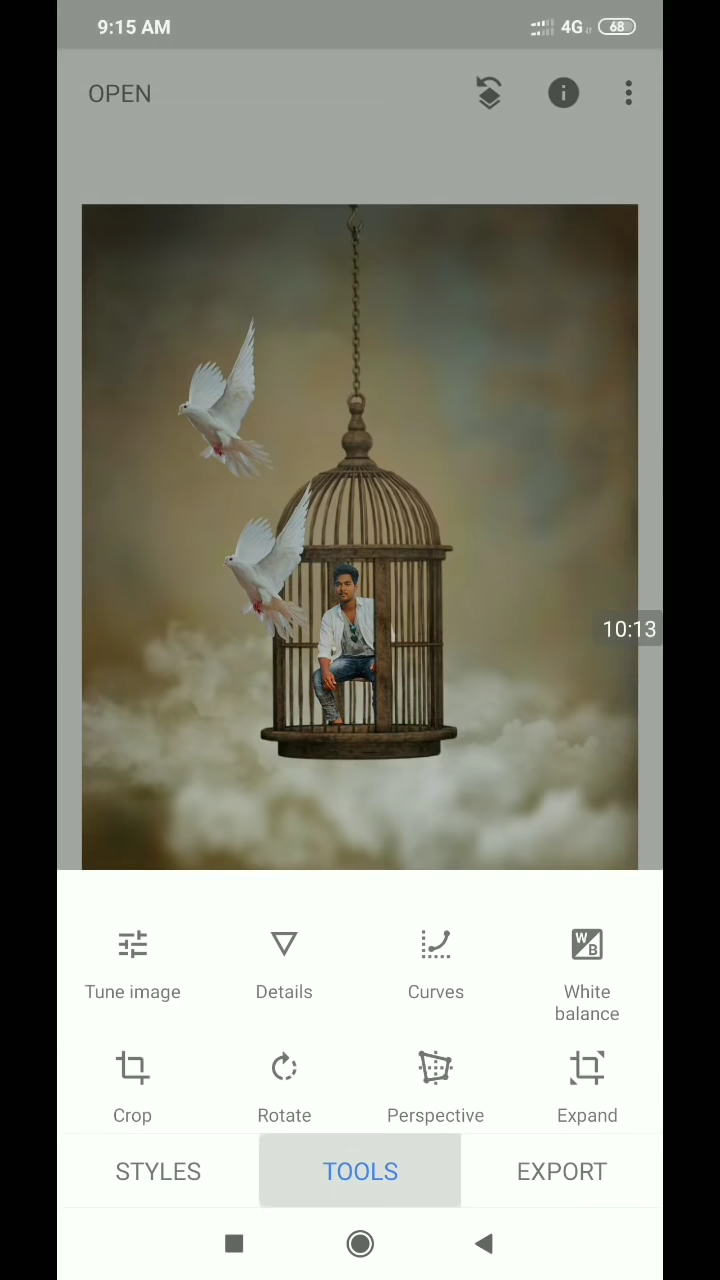 9:15 AM 4G 68
OPEN
10:13
Tune image Details Curves White
balance
Crop Rotate Perspective Expand
STYLES TOOLS EXPORT